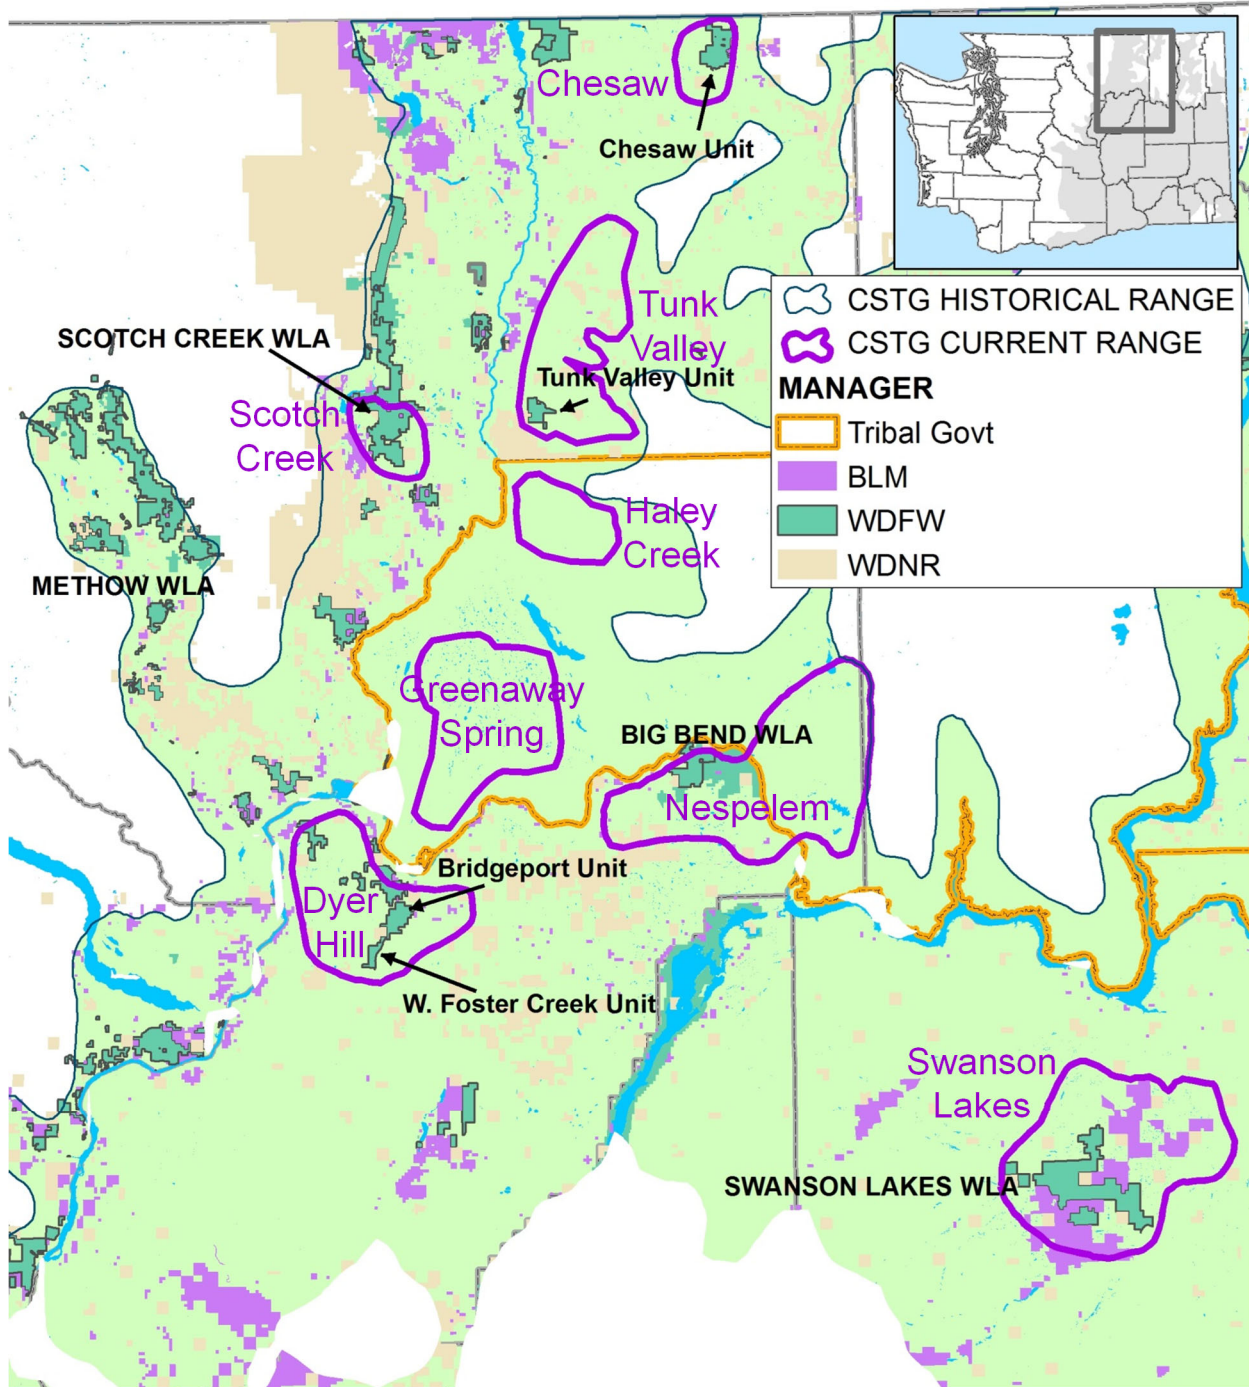 Chesaw
Chesaw Unit
CSTG HISTORICAL RANGE
CSTG CURRENT RANGE
MANAGER
Tribal Govt
BLM
WDFW
WDNR
Tunk
Valley
Tunk Valley Unit
SCOTCH CREEK WLA
Scotch
Creek
Haley
Creek
METHOW WLA
Greenaway
Spring
BIG BEND WLA
Nespelem
Bridgeport Unit
Dyer
Hill
W. Foster Creek Unit
Swanson
Lakes
SWANSON LAKES WLA